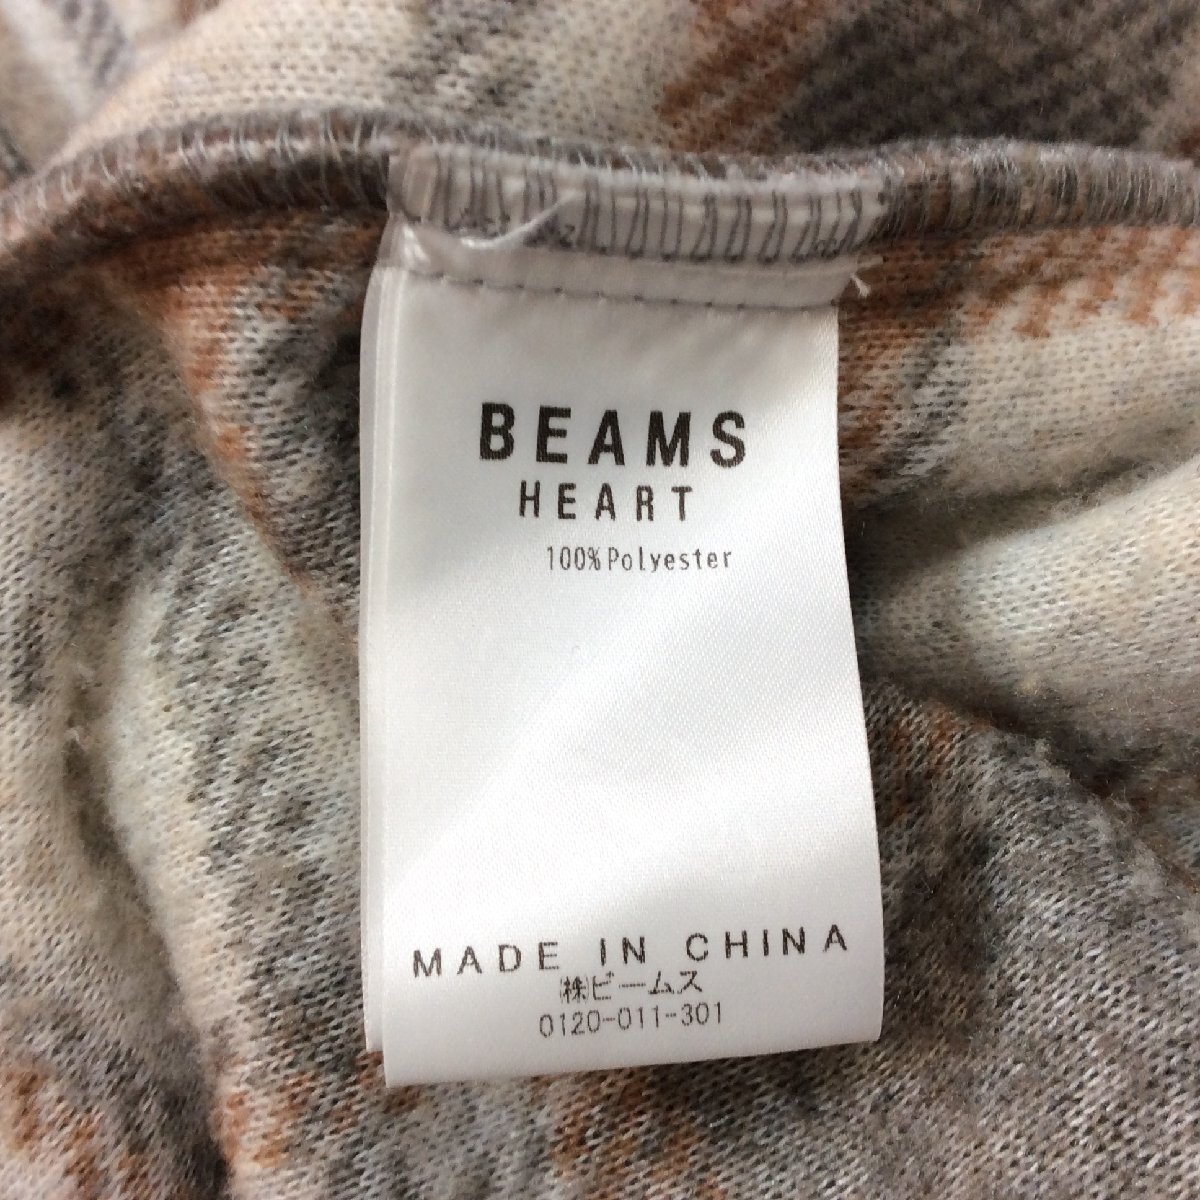 BEAMS
HEART
100%Polyester
MADE IN CHINA
㈱ビームス
0120-011-301